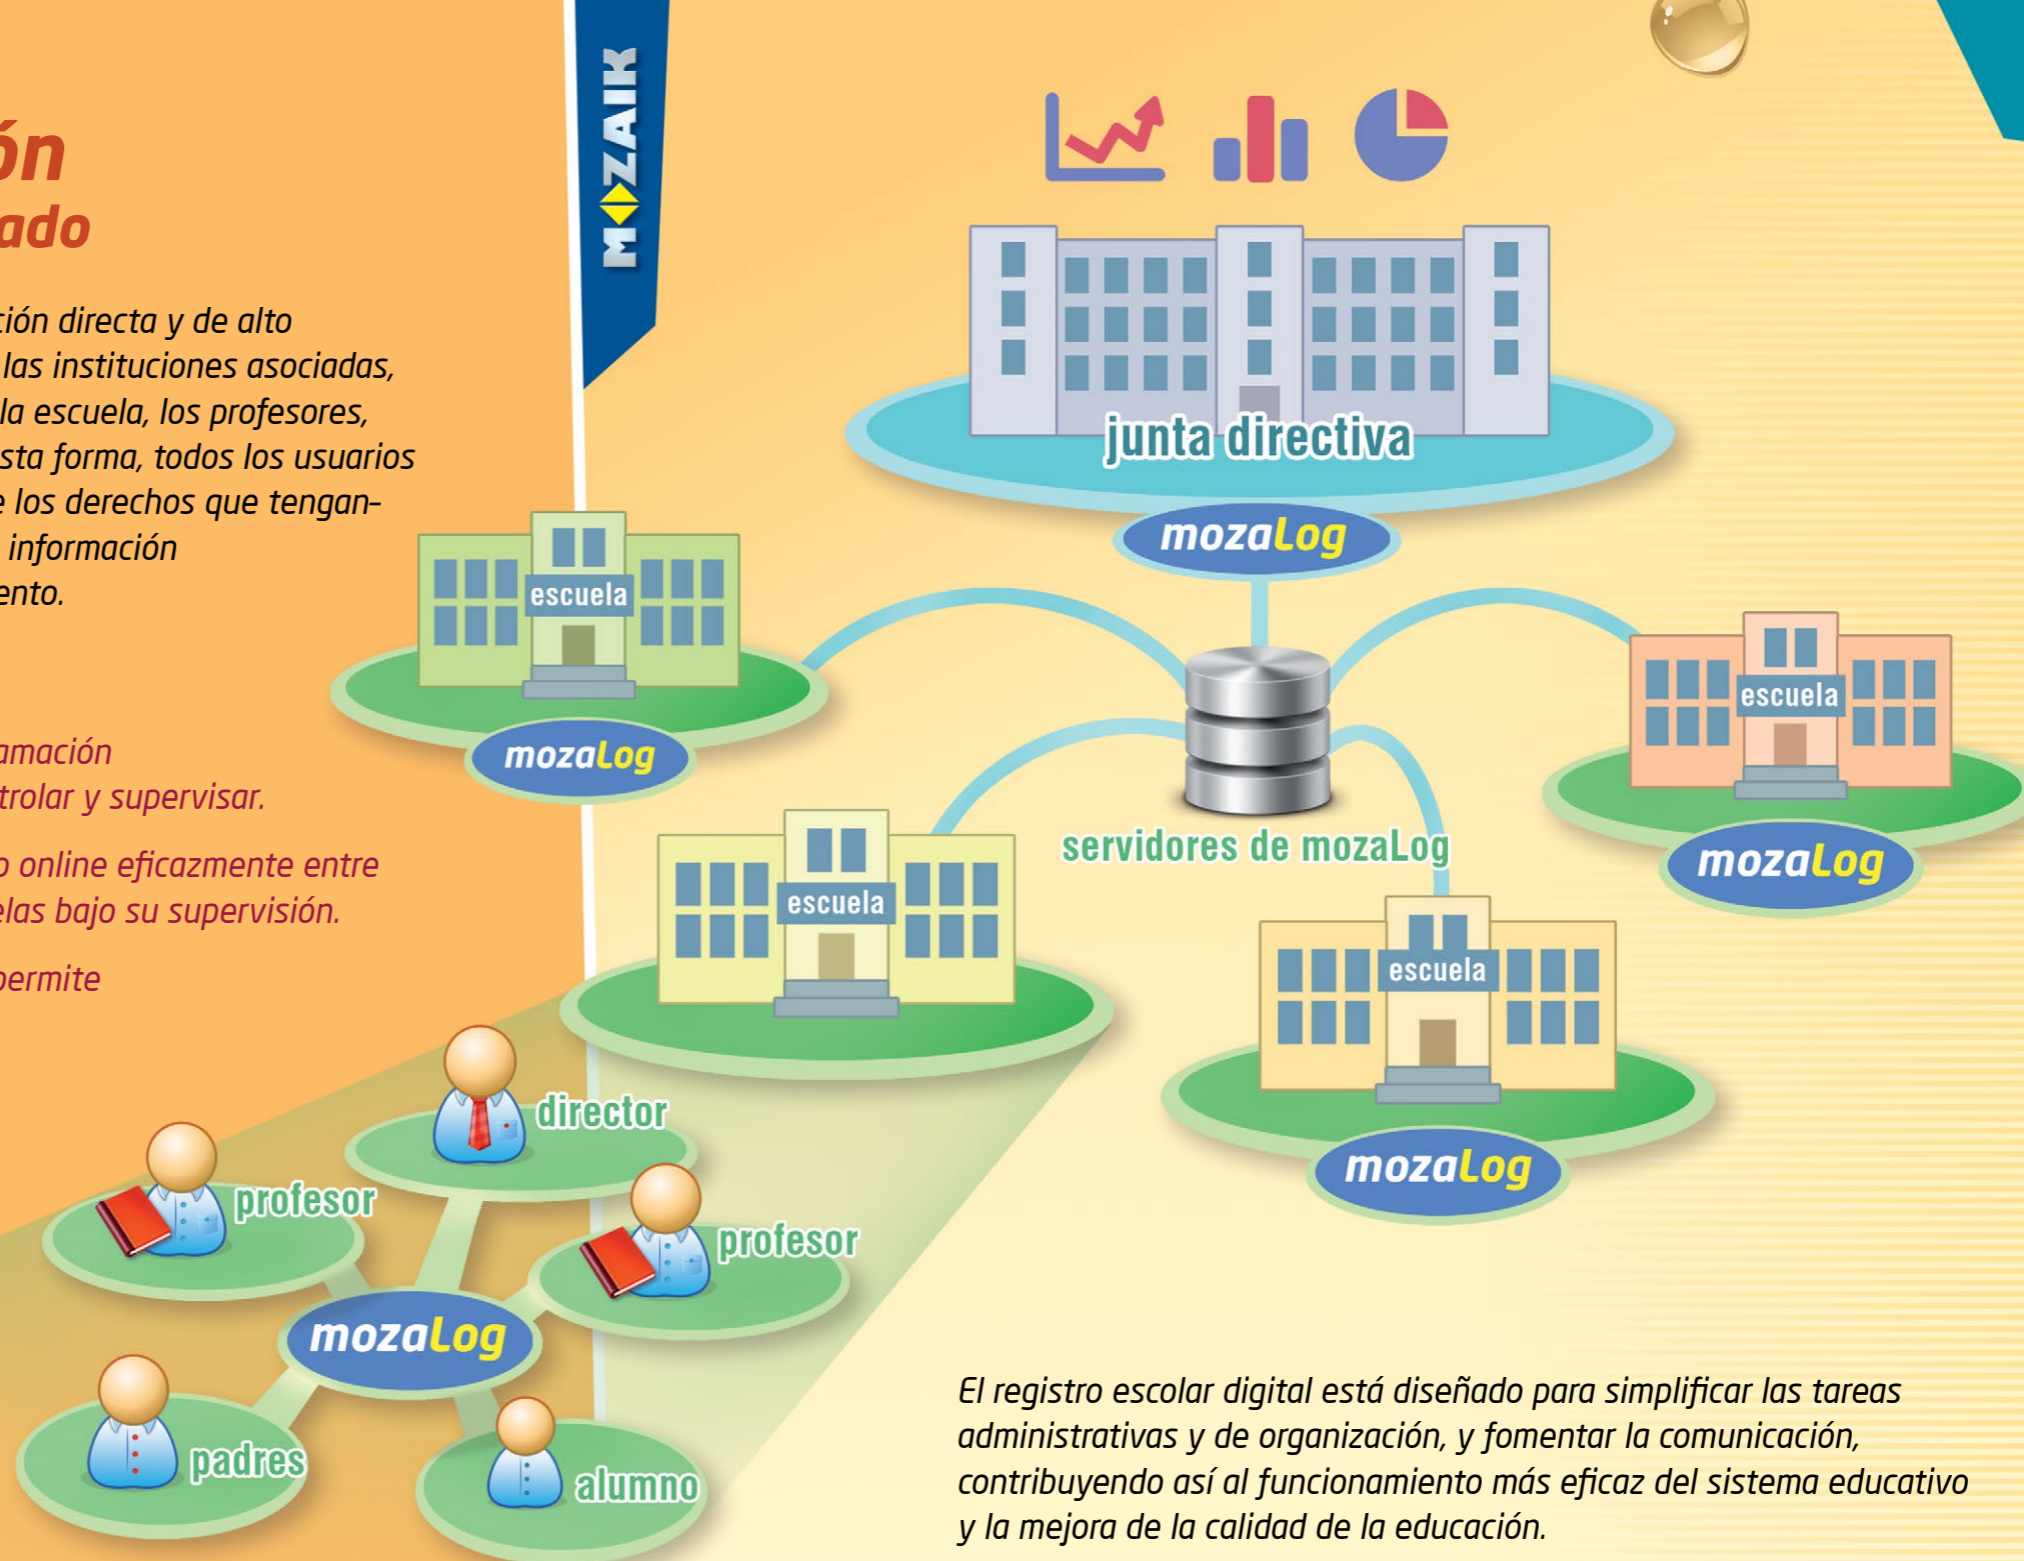 ón
ado
ción directa y de alto
las instituciones asociadas,
la escuela, los profesores,
sta forma, todos los usuarios
e los derechos que tengan-
información
ento.
amación
trolar y supervisar.
o online eficazmente entre
elas bajo su supervisión.
permite
MOZAIK
junta directiva
mozaLog
escuela
mozaLog
escuela
mozaLog
servidores de mozaLog
escuela
escuela
mozaLog
director
profesor
profesor
mozaLog
padres
alumno
El registro escolar digital está diseñado para simplificar las tareas
administrativas y de organización, y fomentar la comunicación,
contribuyendo así al funcionamiento más eficaz del sistema educativo
y la mejora de la calidad de la educación.